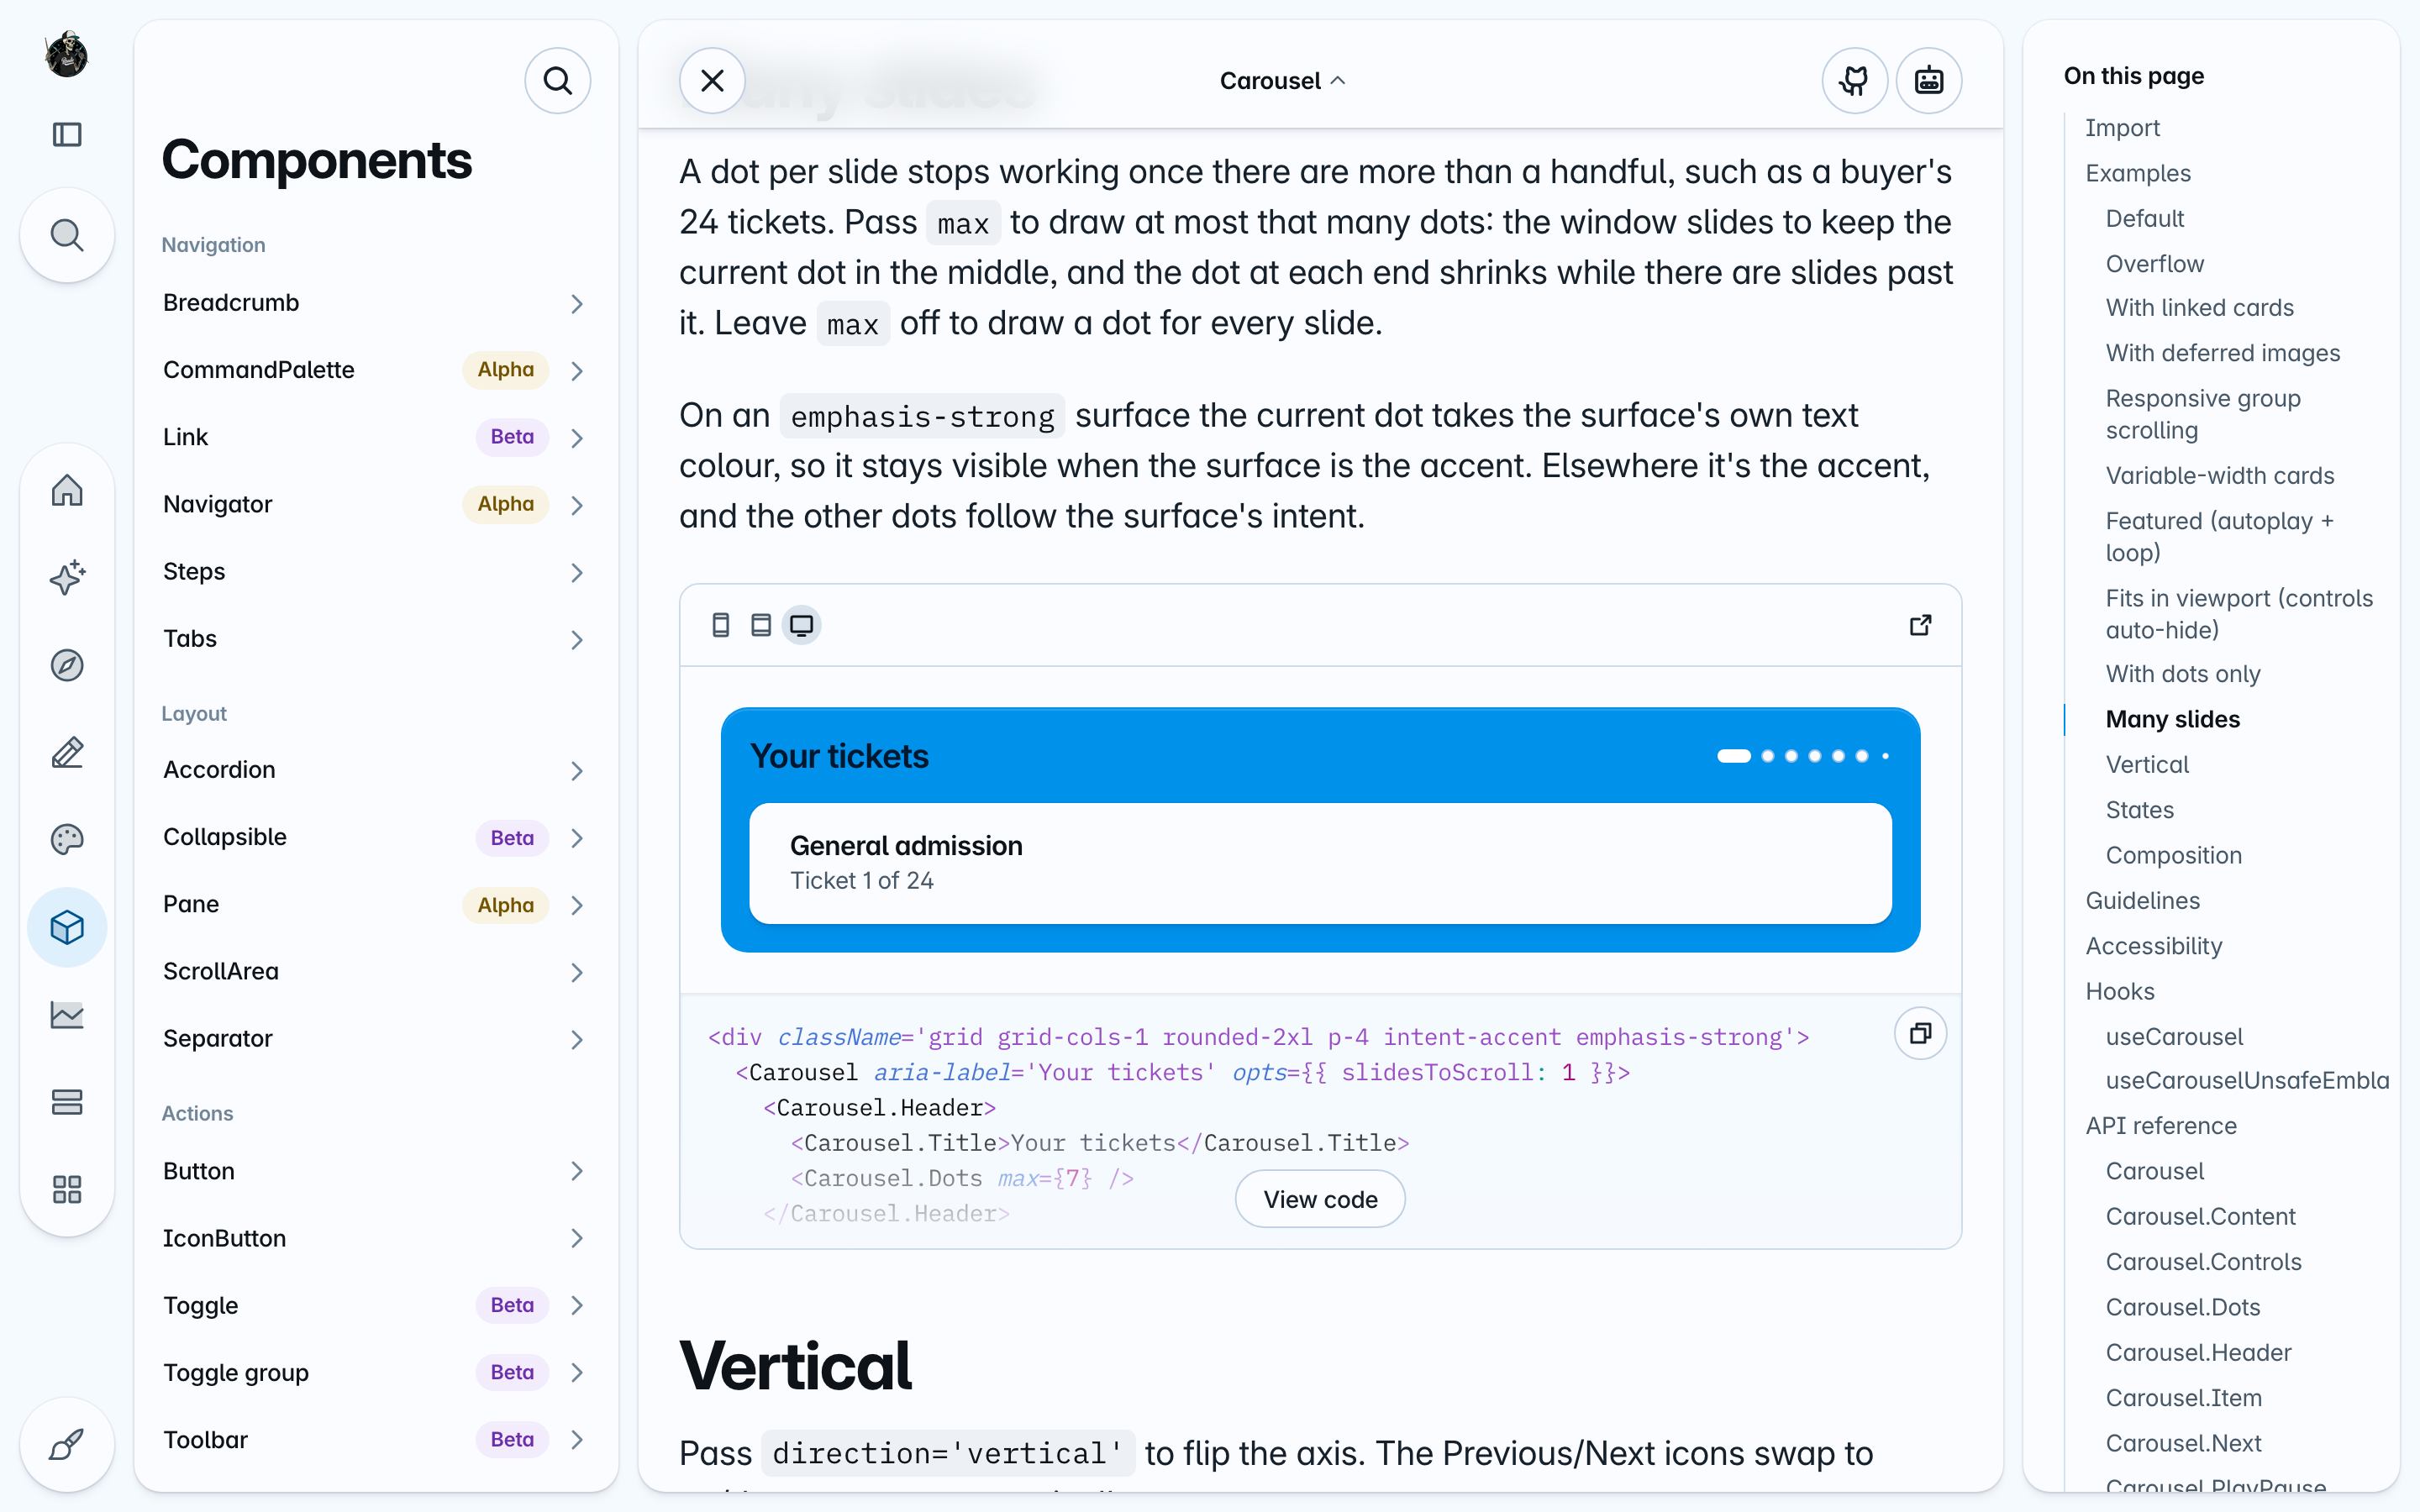 Components
Navigation
Breadcrumb
CommandPalette Alpha
Link Beta
Navigator Alpha
Steps
Tabs
Layout
Accordion
Collapsible Beta
Pane Alpha
ScrollArea
Separator
Actions
Button
IconButton
Toggle Beta
Toggle group Beta
Toolbar Beta
Carousel
Many slides
A dot per slide stops working once there are more than a handful, such as a buyer's
24 tickets. Pass max to draw at most that many dots: the window slides to keep the
current dot in the middle, and the dot at each end shrinks while there are slides past
it. Leave max off to draw a dot for every slide.
On an emphasis-strong surface the current dot takes the surface's own text
colour, so it stays visible when the surface is the accent. Elsewhere it's the accent,
and the other dots follow the surface's intent.
Your tickets
General admission
Ticket 1 of 24
<div className='grid grid-cols-1 rounded-2xl p-4 intent-accent emphasis-strong'>
<Carousel aria-label='Your tickets' opts={{ slidesToScroll: 1 }}>
<Carousel.Header>
<Carousel.Title>Your tickets</Carousel.Title>
<Carousel.Dots max={7} />
</Carousel.Header>
View code
Vertical
Pass direction='vertical' to flip the axis. The Previous/Next icons swap to
On this page
Import
Examples
Default
Overflow
With linked cards
With deferred images
Responsive group
scrolling
Variable-width cards
Featured (autoplay +
loop)
Fits in viewport (controls
auto-hide)
With dots only
Many slides
Vertical
States
Composition
Guidelines
Accessibility
Hooks
useCarousel
useCarouselUnsafeEmbla
API reference
Carousel
Carousel.Content
Carousel.Controls
Carousel.Dots
Carousel.Header
Carousel.Item
Carousel.Next
Carousel.PlayPause